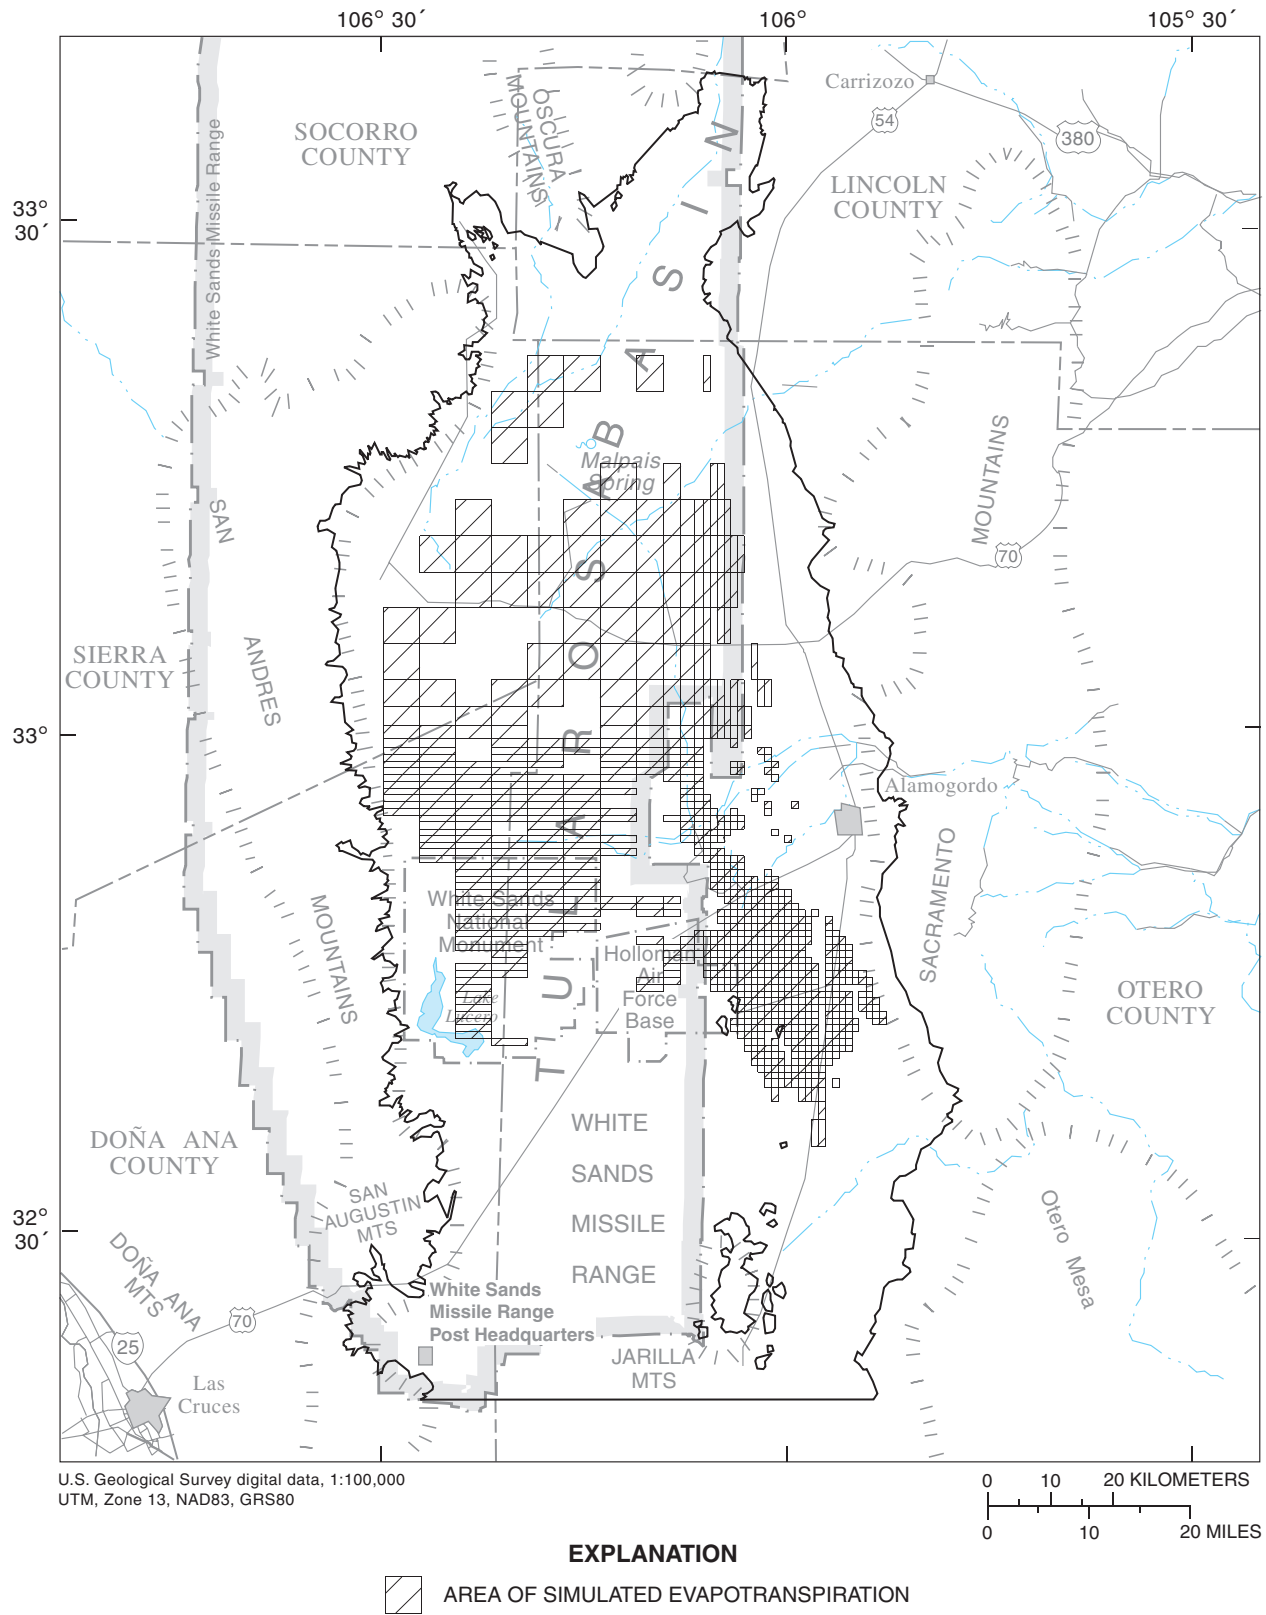 106° 30´
106°
105° 30´
33°
30´
33°
32°
30´
SOCORRO
COUNTY
White Sands Missile Range
OSCURA
MOUNTAINS
Carrizozo
54
380
LINCOLN
COUNTY
TULAROSA BASIN
Malpais
Spring
MOUNTAINS
70
SAN
ANDRES
MOUNTAINS
SIERRA
COUNTY
Alamogordo
SACRAMENTO
White Sands
National
Monument
Holloman
Air
Force
Base
Lake
Lucero
OTERO
COUNTY
WHITE
SANDS
MISSILE
RANGE
DOÑA ANA
COUNTY
SAN
AUGUSTIN
MTS
Otero Mesa
DOÑA ANA
MTS
70
25
White Sands
Missile Range
Post Headquarters
JARILLA
MTS
Las
Cruces
U.S. Geological Survey digital data, 1:100,000
UTM, Zone 13, NAD83, GRS80
0 10 20 KILOMETERS
0 10 20 MILES
EXPLANATION
AREA OF SIMULATED EVAPOTRANSPIRATION